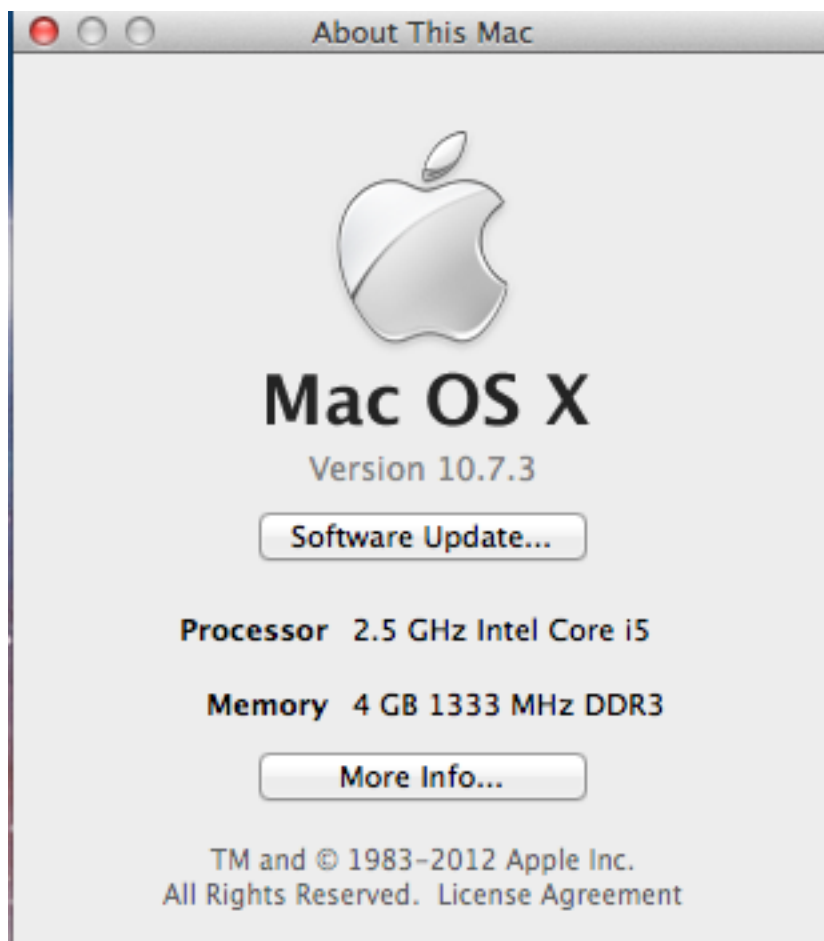 About This Mac
Mac OS X
Version 10.7.3
Software Update...
Processor 2.5 GHz Intel Core i5
Memory 4 GB 1333 MHz DDR3
More Info...
TM and © 1983–2012 Apple Inc.
All Rights Reserved. License Agreement